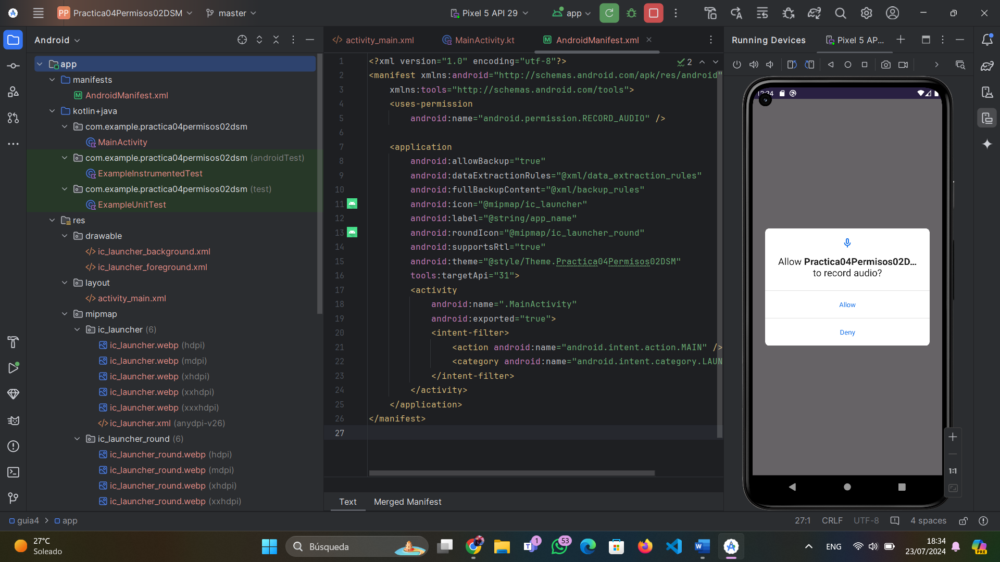 PP Practica04Permisos02DSM
master
Pixel 5 API 29
app
Android
activity_main.xml
MainActivity.kt
AndroidManifest.xml
Running Devices
Pixel 5 AP...
app
manifests
AndroidManifest.xml
kotlin+java
com.example.practica04permisos02dsm
MainActivity
com.example.practica04permisos02dsm (androidTest)
ExampleInstrumentedTest
com.example.practica04permisos02dsm (test)
ExampleUnitTest
res
drawable
ic_launcher_background.xml
ic_launcher_foreground.xml
layout
activity_main.xml
mipmap
ic_launcher (6)
ic_launcher.webp (hdpi)
ic_launcher.webp (mdpi)
ic_launcher.webp (xhdpi)
ic_launcher.webp (xxhdpi)
ic_launcher.webp (xxxhdpi)
ic_launcher.xml (anydpi-v26)
ic_launcher_round (6)
ic_launcher_round.webp (hdpi)
ic_launcher_round.webp (mdpi)
ic_launcher_round.webp (xhdpi)
ic_launcher_round.webp (xxhdpi)
2
1 <?xml version="1.0" encoding="utf-8"?>
2 <manifest xmlns:android="http://schemas.android.com/apk/res/android"
3 xmlns:tools="http://schemas.android.com/tools">
4 <uses-permission
5 android:name="android.permission.RECORD_AUDIO" />
6
7 <application
8 android:allowBackup="true"
9 android:dataExtractionRules="@xml/data_extraction_rules"
10 android:fullBackupContent="@xml/backup_rules"
11 android:icon="@mipmap/ic_launcher"
12 android:label="@string/app_name"
13 android:roundIcon="@mipmap/ic_launcher_round"
14 android:supportsRtl="true"
15 android:theme="@style/Theme.Practica04Permisos02DSM"
16 tools:targetApi="31">
17 <activity
18 android:name=".MainActivity"
19 android:exported="true">
20 <intent-filter>
21 <action android:name="android.intent.action.MAIN" />
22 <category android:name="android.intent.category.LAUN
23 </intent-filter>
24 </activity>
25 </application>
26 </manifest>
27
Text
Merged Manifest
Allow Practica04Permisos02D...
to record audio?
Allow
Deny
1:1
guia4 > app
27:1
CRLF
UTF-8
4 spaces
27°C
Soleado
Búsqueda
1
53
ENG
18:34
23/07/2024
PRE